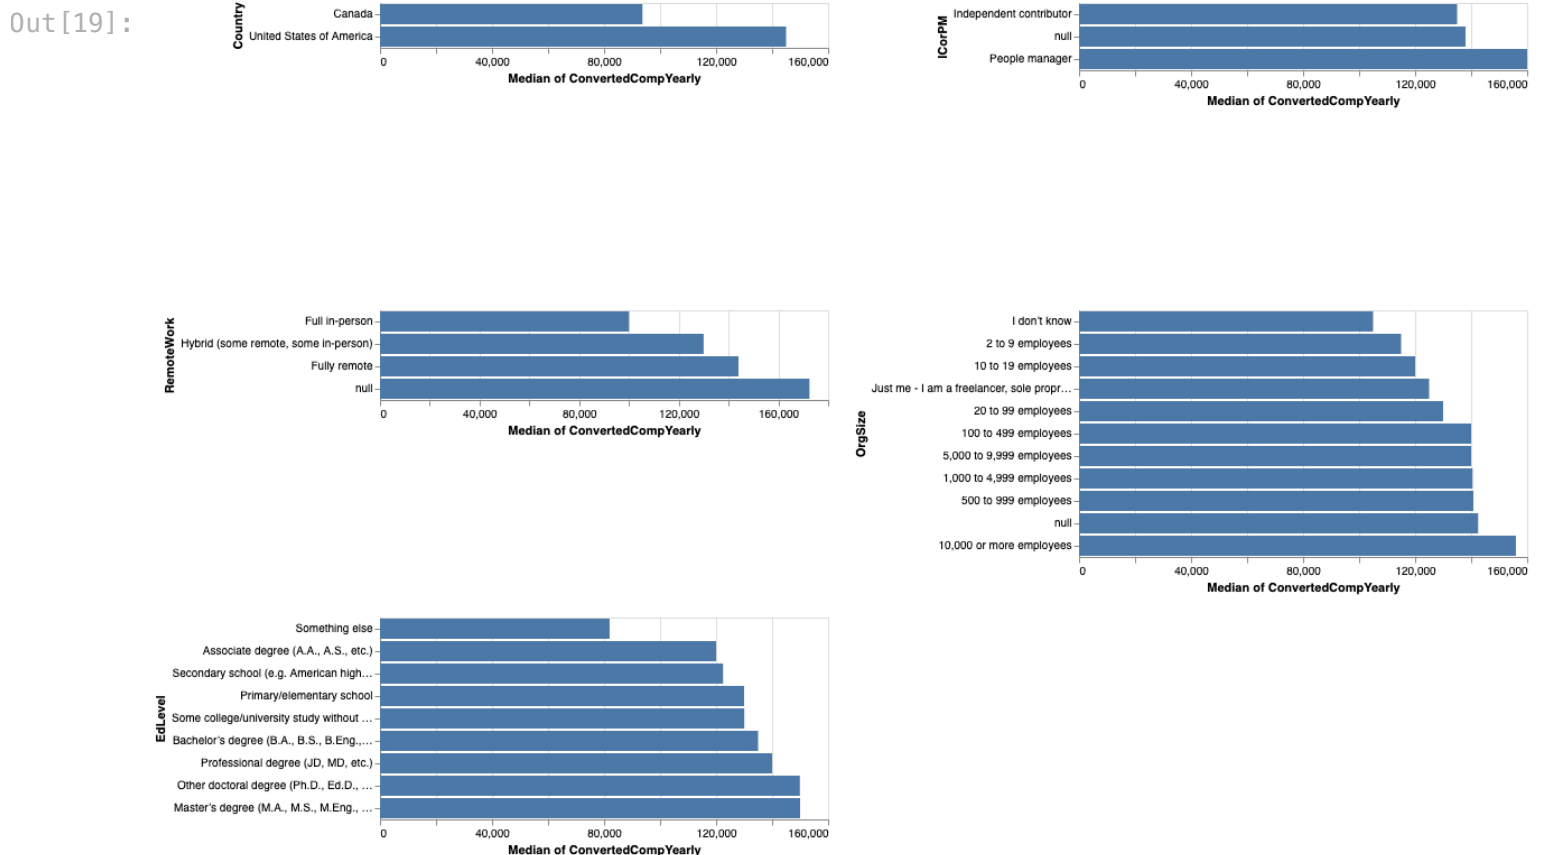 Out[19]:
Country
Canada
United States of America
0 40,000 80,000 120,000 160,000
Median of ConvertedCompYearly
ICorPM
Independent contributor
null
People manager
0 40,000 80,000 120,000 160,000
Median of ConvertedCompYearly
RemoteWork
Full in-person
Hybrid (some remote, some in-person)
Fully remote
null
0 40,000 80,000 120,000 160,000
Median of ConvertedCompYearly
OrgSize
I don't know
2 to 9 employees
10 to 19 employees
Just me - I am a freelancer, sole propr…
20 to 99 employees
100 to 499 employees
5,000 to 9,999 employees
1,000 to 4,999 employees
500 to 999 employees
null
10,000 or more employees
0 40,000 80,000 120,000 160,000
Median of ConvertedCompYearly
EdLevel
Something else
Associate degree (A.A., A.S., etc.)
Secondary school (e.g. American high…
Primary/elementary school
Some college/university study without …
Bachelor's degree (B.A., B.S., B.Eng.,…
Professional degree (JD, MD, etc.)
Other doctoral degree (Ph.D., Ed.D., …
Master's degree (M.A., M.S., M.Eng., …
0 40,000 80,000 120,000 160,000
Median of ConvertedCompYearly